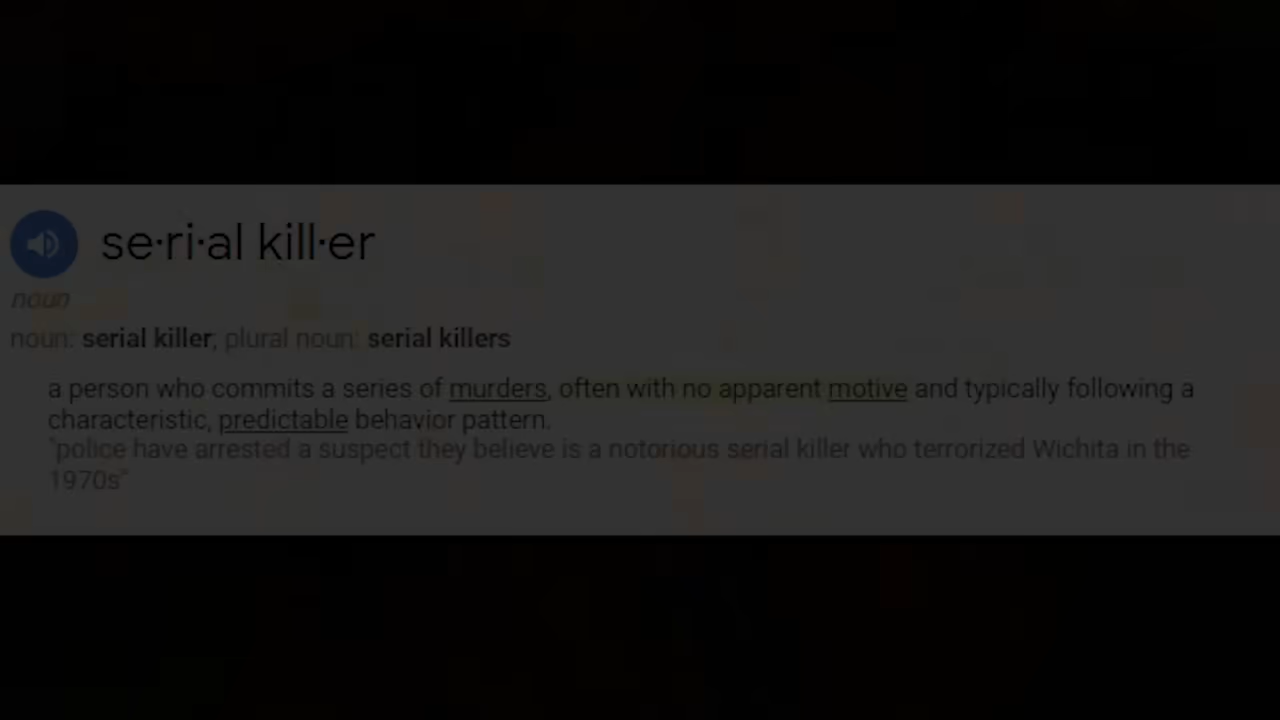 se·ri·al kill·er
noun
noun: serial killer; plural noun: serial killers
a person who commits a series of murders, often with no apparent motive and typically following a
characteristic, predictable behavior pattern.
"police have arrested a suspect they believe is a notorious serial killer who terrorized Wichita in the
1970s"